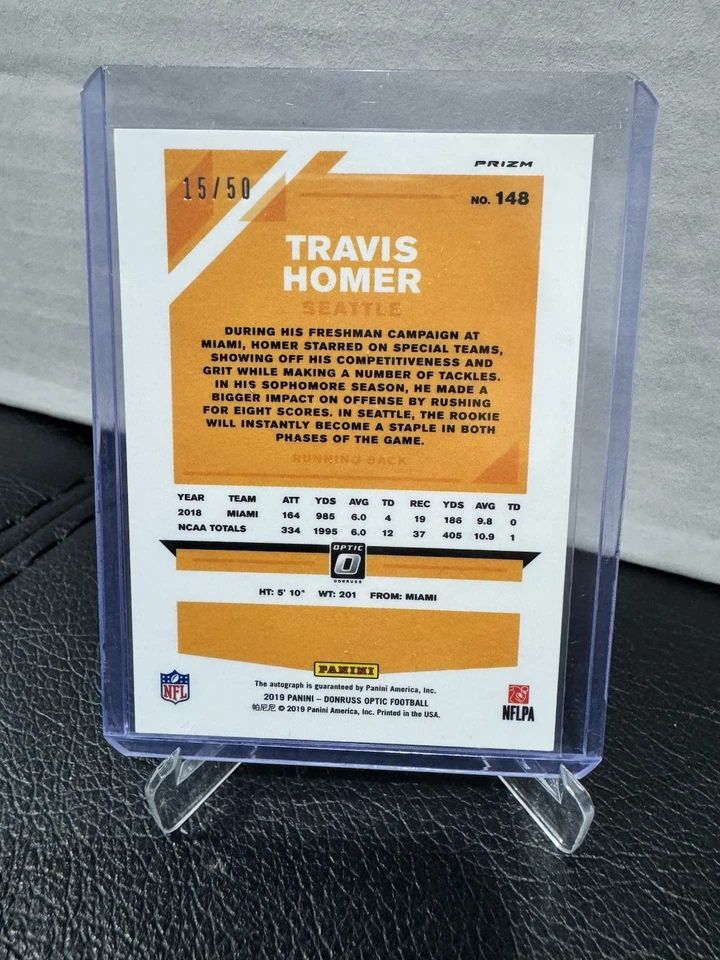 PRIZM
15/50
NO. 148
TRAVIS
HOMER
SEATTLE
DURING HIS FRESHMAN CAMPAIGN AT
MIAMI, HOMER STARRED ON SPECIAL TEAMS,
SHOWING OFF HIS COMPETITIVENESS AND
GRIT WHILE MAKING A NUMBER OF TACKLES.
IN HIS SOPHOMORE SEASON, HE MADE A
BIGGER IMPACT ON OFFENSE BY RUSHING
FOR EIGHT SCORES. IN SEATTLE, THE ROOKIE
WILL INSTANTLY BECOME A STAPLE IN BOTH
PHASES OF THE GAME.
RUNNING BACK
YEAR TEAM ATT YDS AVG TD REC YDS AVG TD
2018 MIAMI 164 985 6.0 4 19 186 9.8 0
NCAA TOTALS 334 1995 6.0 12 37 405 10.9 1
OPTIC
DONRUSS
HT: 5' 10" WT: 201 FROM: MIAMI
PANINI
The autograph is guaranteed by Panini America, Inc.
2019 PANINI – DONRUSS OPTIC FOOTBALL
帕尼尼 © 2019 Panini America, Inc. Printed in the USA.
NFL
NFLPA